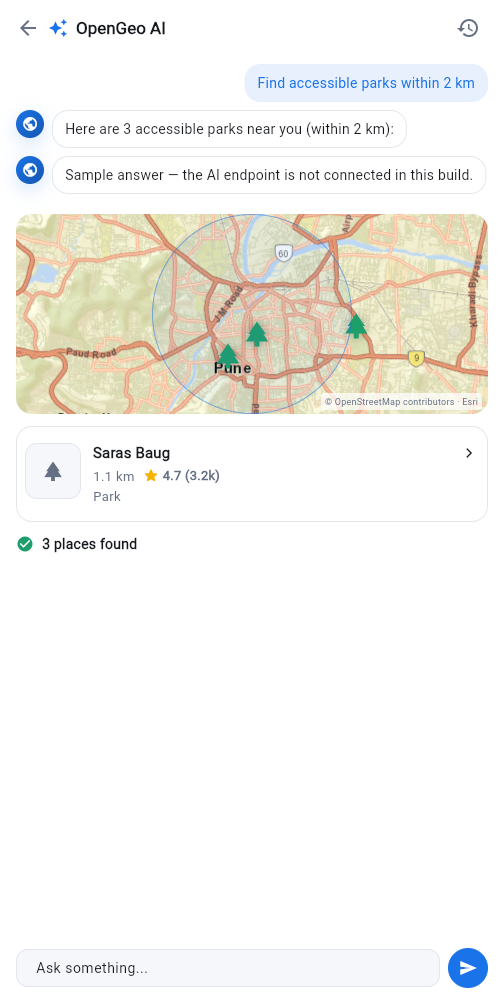 OpenGeo AI
Find accessible parks within 2 km
Here are 3 accessible parks near you (within 2 km):
Sample answer — the AI endpoint is not connected in this build.
60
J M Road
Kharadi Bypass
Paud Road
9
Pune
© OpenStreetMap contributors · Esri
Saras Baug
1.1 km 4.7 (3.2k)
Park
3 places found
Ask something...